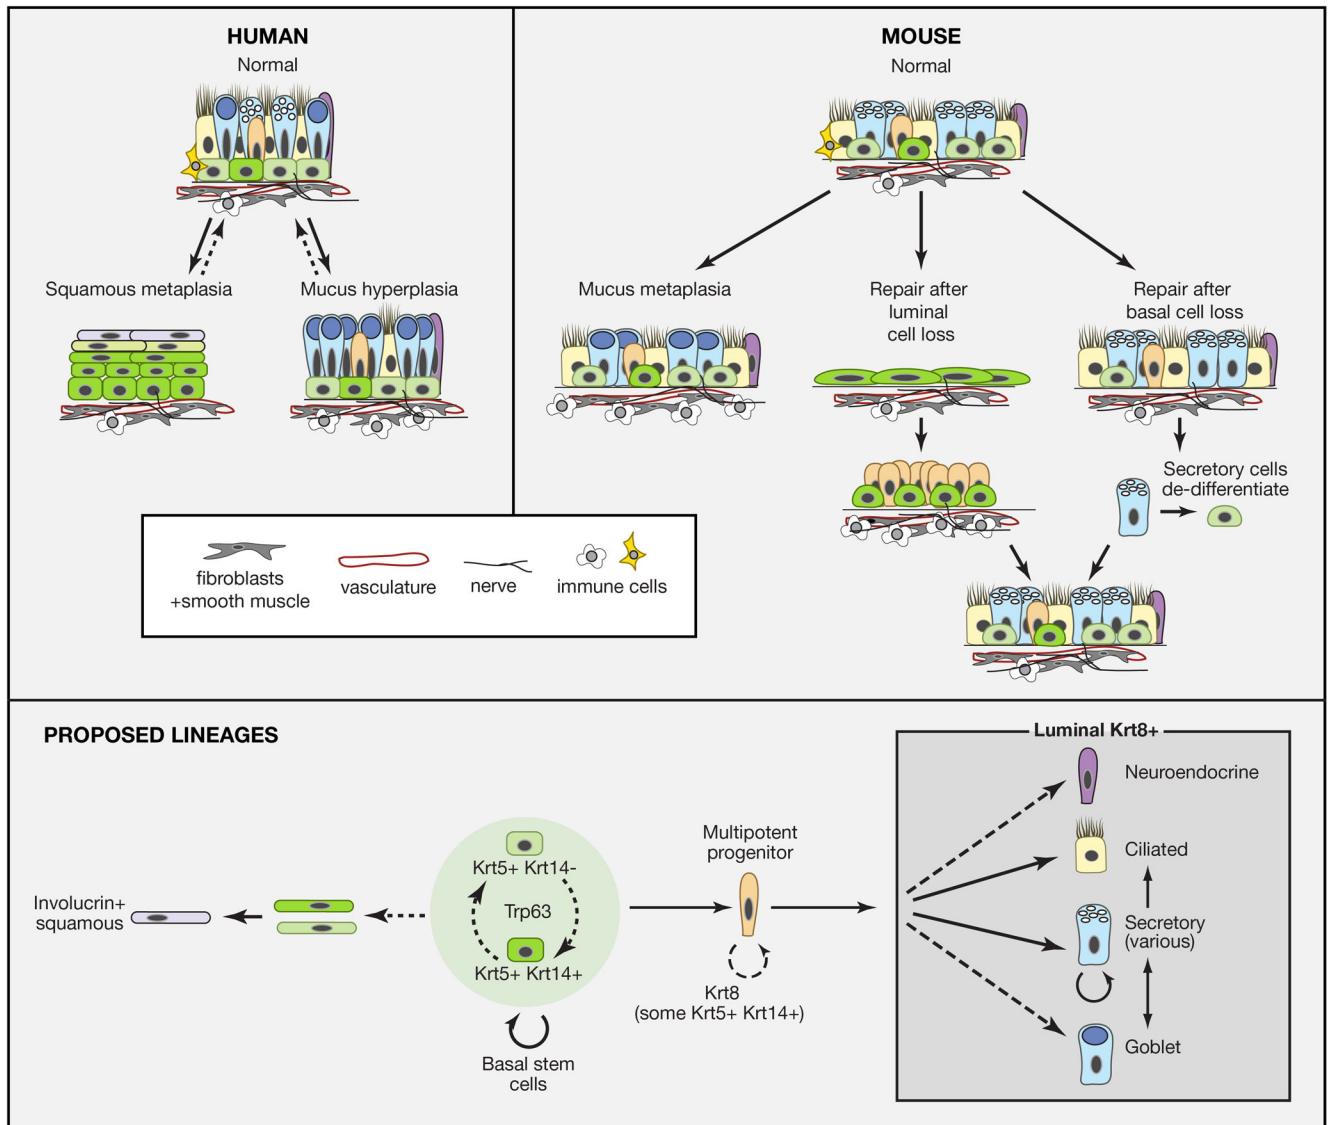 HUMAN
Normal
Squamous metaplasia
Mucus hyperplasia
MOUSE
Normal
Mucus metaplasia
Repair after
luminal
cell loss
Repair after
basal cell loss
Secretory cells
de-differentiate
fibroblasts
+smooth muscle
vasculature
nerve
immune cells
PROPOSED LINEAGES
Involucrin+
squamous
Krt5+ Krt14-
Trp63
Krt5+ Krt14+
Basal stem
cells
Multipotent
progenitor
Krt8
(some Krt5+ Krt14+)
Luminal Krt8+
Neuroendocrine
Ciliated
Secretory
(various)
Goblet